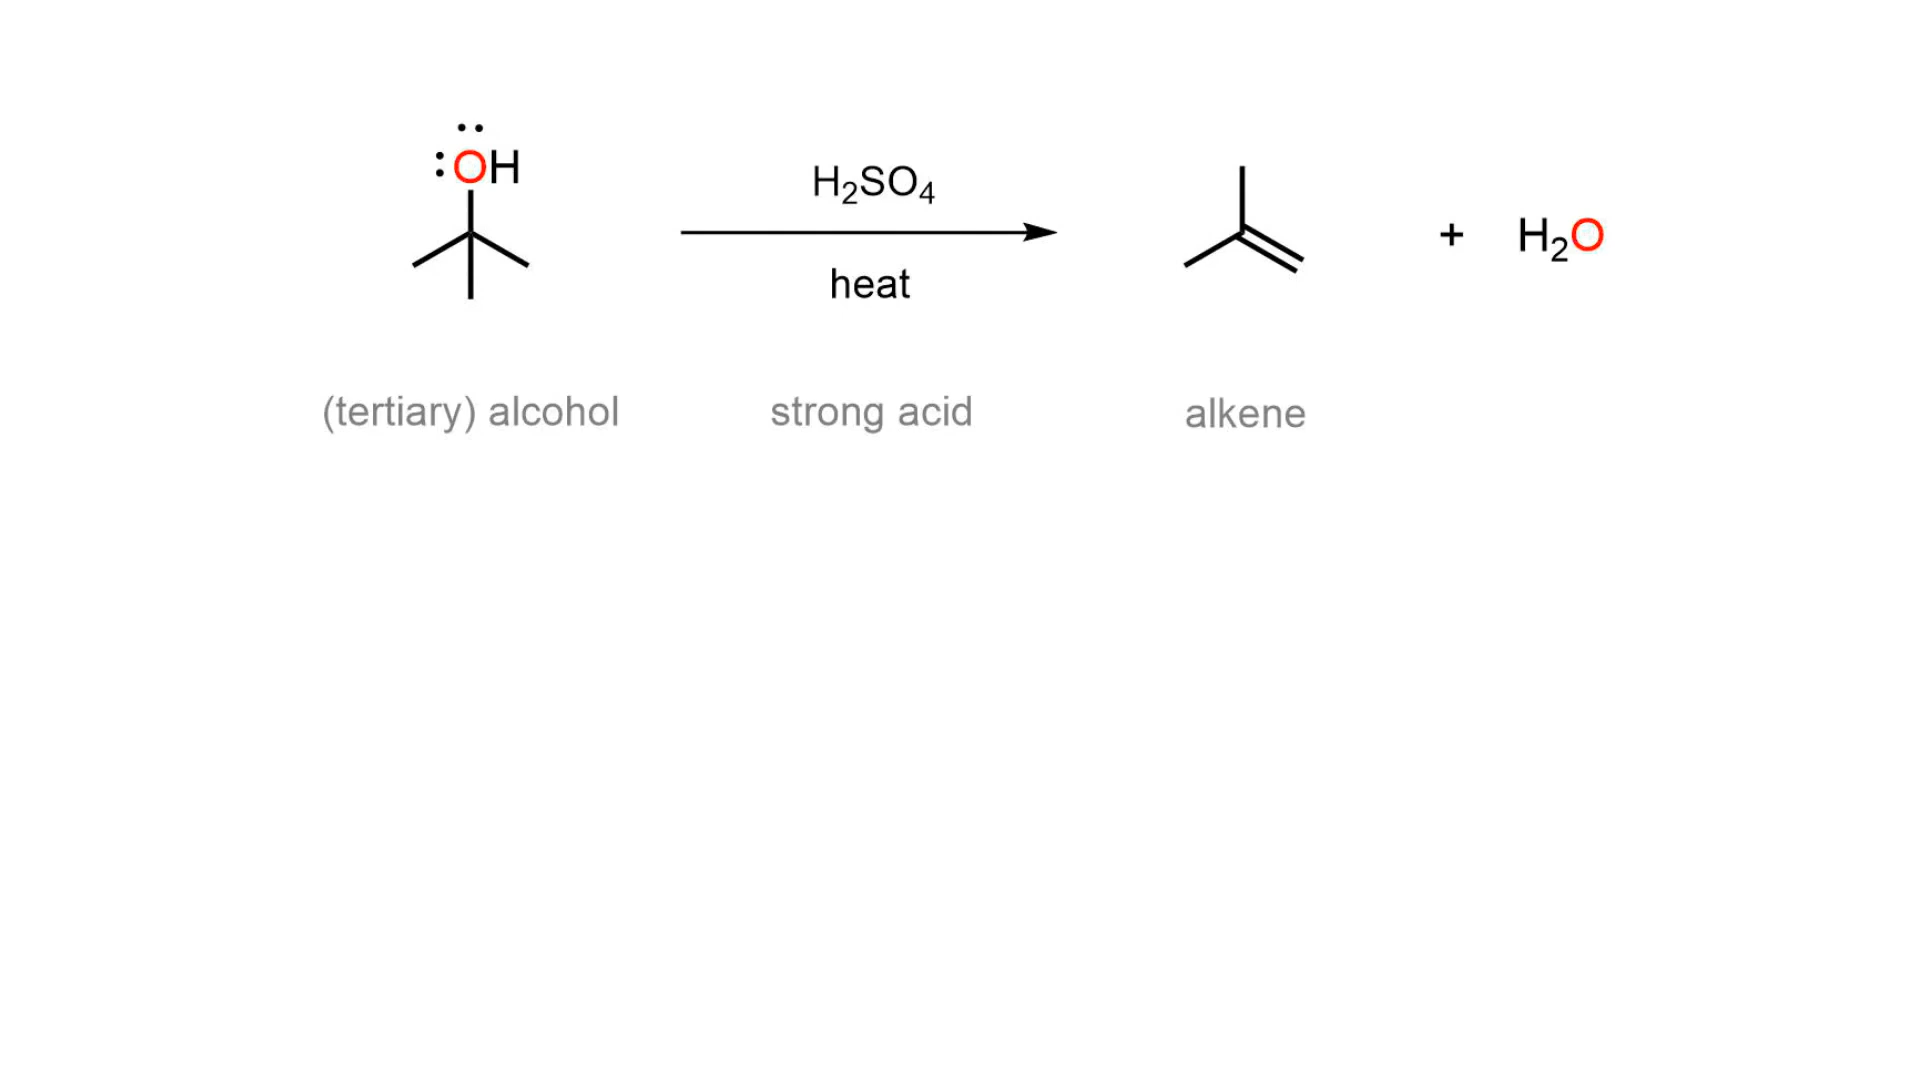 :OH
H₂SO₄
heat
+ H₂O
(tertiary) alcohol
strong acid
alkene